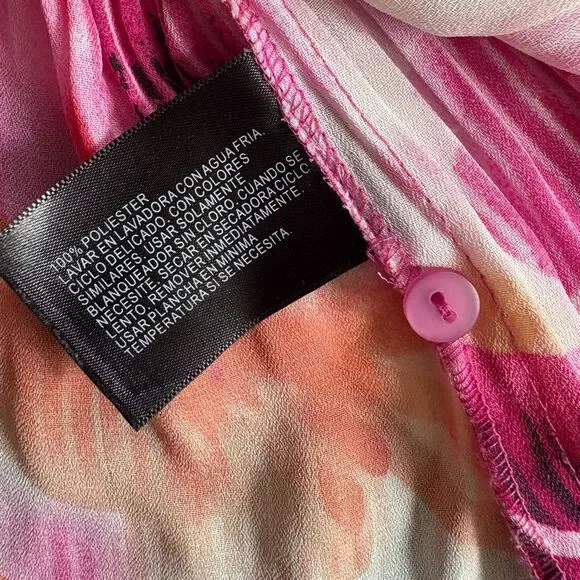 100% POLIESTER
LAVAR EN LAVADORA CON AGUA FRIA.
CICLO DELICADO. CON COLORES
SIMILARES. USAR SOLAMENTE
BLANQUEADOR SIN CLORO, CUANDO SE
NECESITE, SECAR EN SECADORA CICLO
LENTO, REMOVER INMEDIATAMENTE.
USAR PLANCHA EN MINIMA
TEMPERATURA SI SE NECESITA.